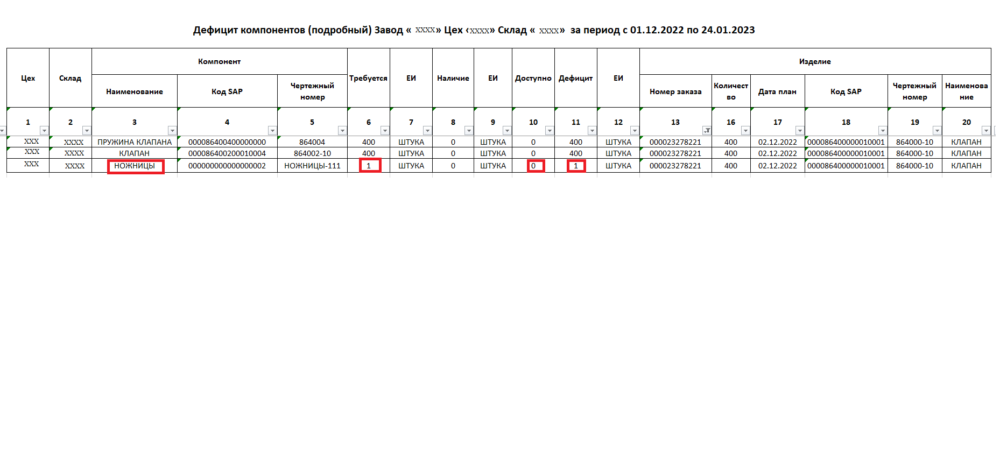 Дефицит компонентов (подробный) Завод « XXXX» Цех ‹XXXX» Склад « XXXX» за период с 01.12.2022 по 24.01.2023
Цех Склад Компонент Требуется ЕИ Наличие ЕИ Доступно Дефицит ЕИ Изделие
Наименование Код SAP Чертежный номер Номер заказа Количест во Дата план Код SAP Чертежный номер Наименова ние
1 2 3 4 5 6 7 8 9 10 11 12 13 16 17 18 19 20
XXX XXXX ПРУЖИНА КЛАПАНА 000086400400000000 864004 400 ШТУКА 0 ШТУКА 0 400 ШТУКА 000023278221 400 02.12.2022 000086400000010001 864000-10 КЛАПАН
XXX XXXX КЛАПАН 000086400200010004 864002-10 400 ШТУКА 0 ШТУКА 0 400 ШТУКА 000023278221 400 02.12.2022 000086400000010001 864000-10 КЛАПАН
XXX XXXX НОЖНИЦЫ 000000000000000002 НОЖНИЦЫ-111 1 ШТУКА 0 ШТУКА 0 1 ШТУКА 000023278221 400 02.12.2022 000086400000010001 864000-10 КЛАПАН